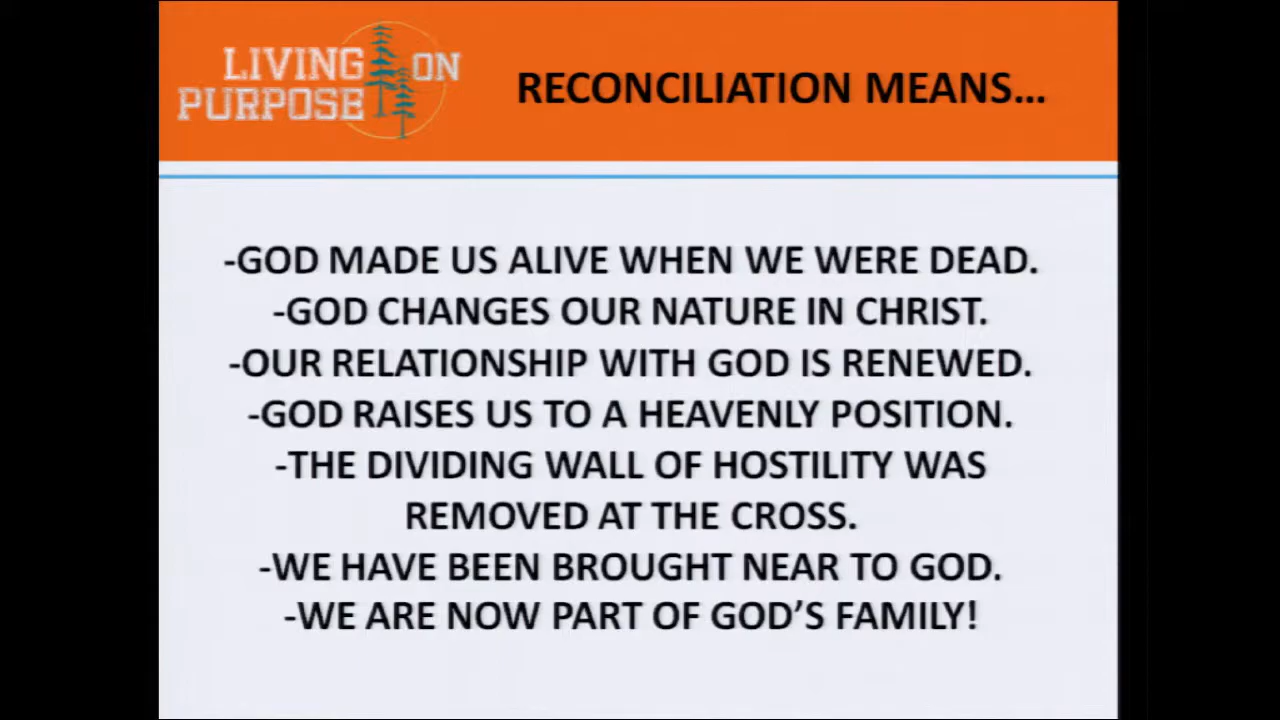 LIVING ON
PURPOSE
RECONCILIATION MEANS...
-GOD MADE US ALIVE WHEN WE WERE DEAD.
-GOD CHANGES OUR NATURE IN CHRIST.
-OUR RELATIONSHIP WITH GOD IS RENEWED.
-GOD RAISES US TO A HEAVENLY POSITION.
-THE DIVIDING WALL OF HOSTILITY WAS
REMOVED AT THE CROSS.
-WE HAVE BEEN BROUGHT NEAR TO GOD.
-WE ARE NOW PART OF GOD’S FAMILY!